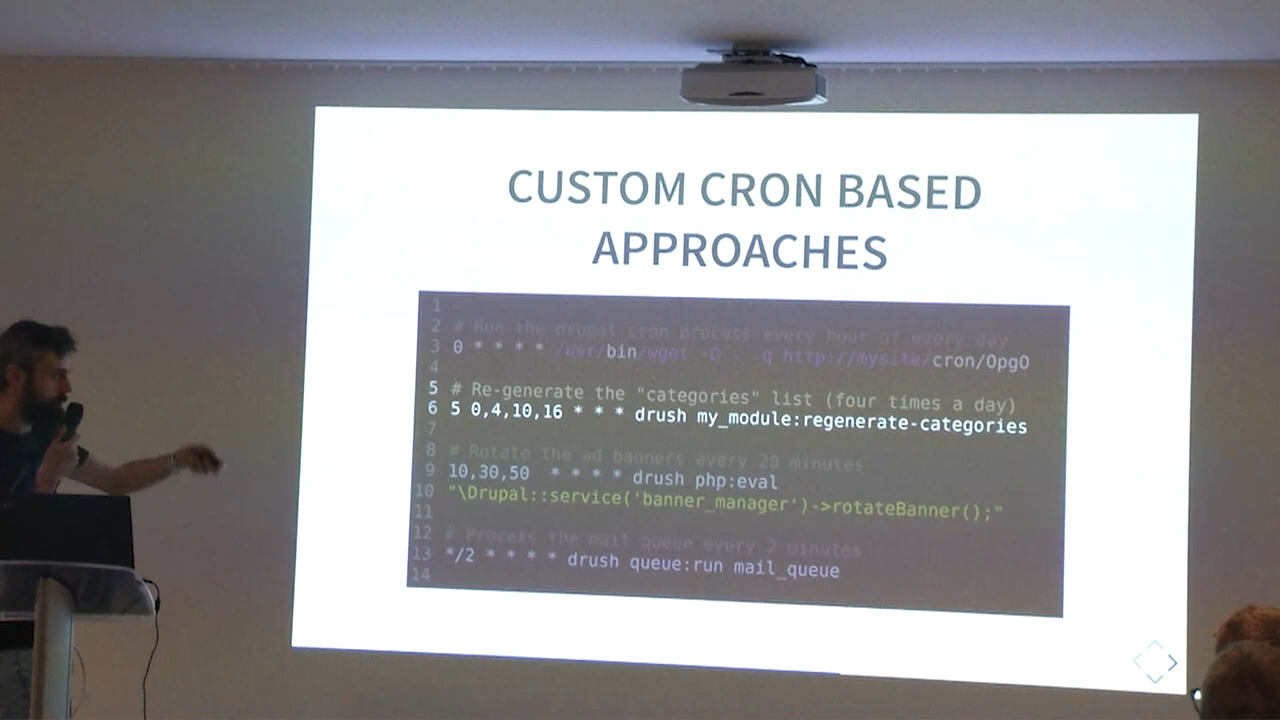 CUSTOM CRON BASED
APPROACHES
1
2 # Run the drupal cron process every hour of every day
3 0 * * * * /usr/bin/wget -O - -q http://mysite/cron/0pgO
4
5 # Re-generate the "categories" list (four times a day)
6 5 0,4,10,16 * * * drush my_module:regenerate-categories
7
8 # Rotate the ad banners every 20 minutes
9 10,30,50  * * * * drush php:eval
10 "\Drupal::service('banner_manager')->rotateBanner();"
11
12 # Process the mail queue every 2 minutes
13 */2 * * * * drush queue:run mail_queue
14